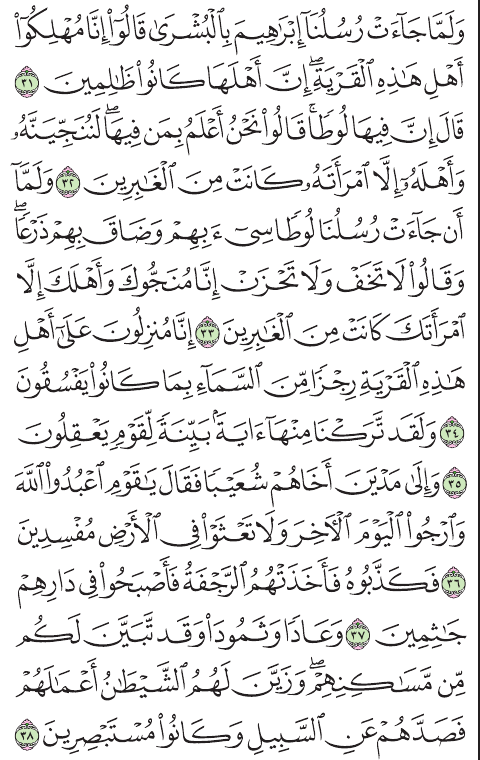 وَلَمَّا جَآءَتْ رُسُلُنَآ إِبْرَٰهِيمَ بِٱلْبُشْرَىٰ قَالُوٓا۟ إِنَّا مُهْلِكُوٓا۟
أَهْلِ هَٰذِهِ ٱلْقَرْيَةِ ۖ إِنَّ أَهْلَهَا كَانُوا۟ ظَٰلِمِينَ ٣١
قَالَ إِنَّ فِيهَا لُوطًا ۚ قَالُوا۟ نَحْنُ أَعْلَمُ بِمَن فِيهَا ۖ لَنُنَجِّيَنَّهُۥ
وَأَهْلَهُۥٓ إِلَّا ٱمْرَأَتَهُۥ كَانَتْ مِنَ ٱلْغَٰبِرِينَ ٣٢ وَلَمَّآ
أَن جَآءَتْ رُسُلُنَا لُوطًا سِىٓءَ بِهِمْ وَضَاقَ بِهِمْ ذَرْعًا ۖ
وَقَالُوا۟ لَا تَخَفْ وَلَا تَحْزَنْ إِنَّا مُنَجُّوكَ وَأَهْلَكَ إِلَّا
ٱمْرَأَتَكَ كَانَتْ مِنَ ٱلْغَٰبِرِينَ ٣٣ إِنَّا مُنزِلُونَ عَلَىٰٓ أَهْلِ
هَٰذِهِ ٱلْقَرْيَةِ رِجْزًا مِّنَ ٱلسَّمَآءِ بِمَا كَانُوا۟ يَفْسُقُونَ
٣٤ وَلَقَد تَّرَكْنَا مِنْهَآ ءَايَةًۢ بَيِّنَةً لِّقَوْمٍ يَعْقِلُونَ
٣٥ وَإِلَىٰ مَدْيَنَ أَخَاهُمْ شُعَيْبًا فَقَالَ يَٰقَوْمِ ٱعْبُدُوا۟ ٱللَّهَ
وَٱرْجُوا۟ ٱلْيَوْمَ ٱلْـَٔاخِرَ وَلَا تَعْثَوْا۟ فِى ٱلْأَرْضِ مُفْسِدِينَ
٣٦ فَكَذَّبُوهُ فَأَخَذَتْهُمُ ٱلرَّجْفَةُ فَأَصْبَحُوا۟ فِى دَارِهِمْ
جَٰثِمِينَ ٣٧ وَعَادًا وَثَمُودَا۟ وَقَد تَّبَيَّنَ لَكُم
مِّن مَّسَٰكِنِهِمْ ۖ وَزَيَّنَ لَهُمُ ٱلشَّيْطَٰنُ أَعْمَٰلَهُمْ
فَصَدَّهُمْ عَنِ ٱلسَّبِيلِ وَكَانُوا۟ مُسْتَبْصِرِينَ ٣٨